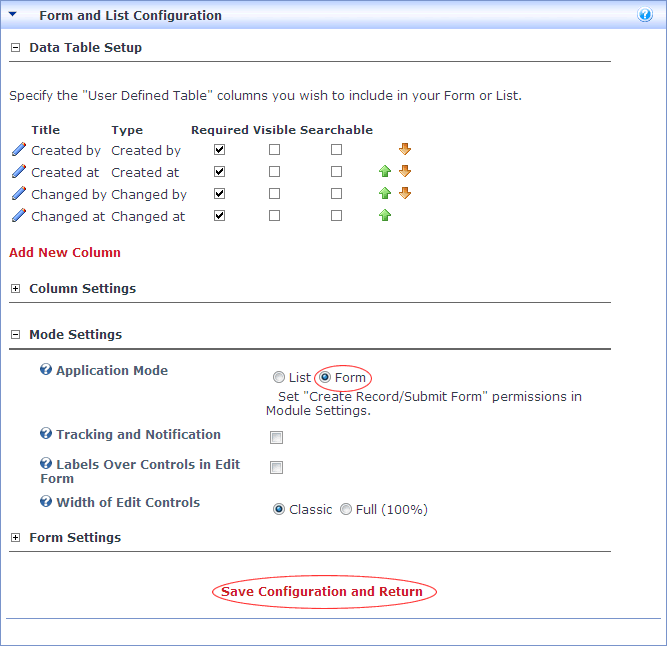 Form and List Configuration
Data Table Setup
Specify the "User Defined Table" columns you wish to include in your Form or List.
Title Type Required Visible Searchable
Created by Created by
Created at Created at
Changed by Changed by
Changed at Changed at
Add New Column
Column Settings
Mode Settings
Application Mode
List Form
Set "Create Record/Submit Form" permissions in
Module Settings.
Tracking and Notification
Labels Over Controls in Edit
Form
Width of Edit Controls
Classic Full (100%)
Form Settings
Save Configuration and Return